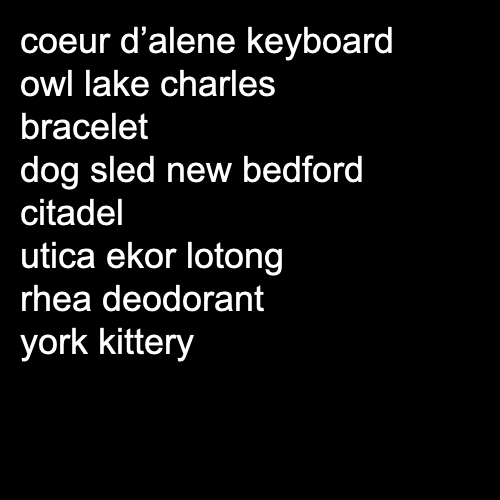 coeur d’alene keyboard
owl lake charles
bracelet
dog sled new bedford
citadel
utica ekor lotong
rhea deodorant
york kittery